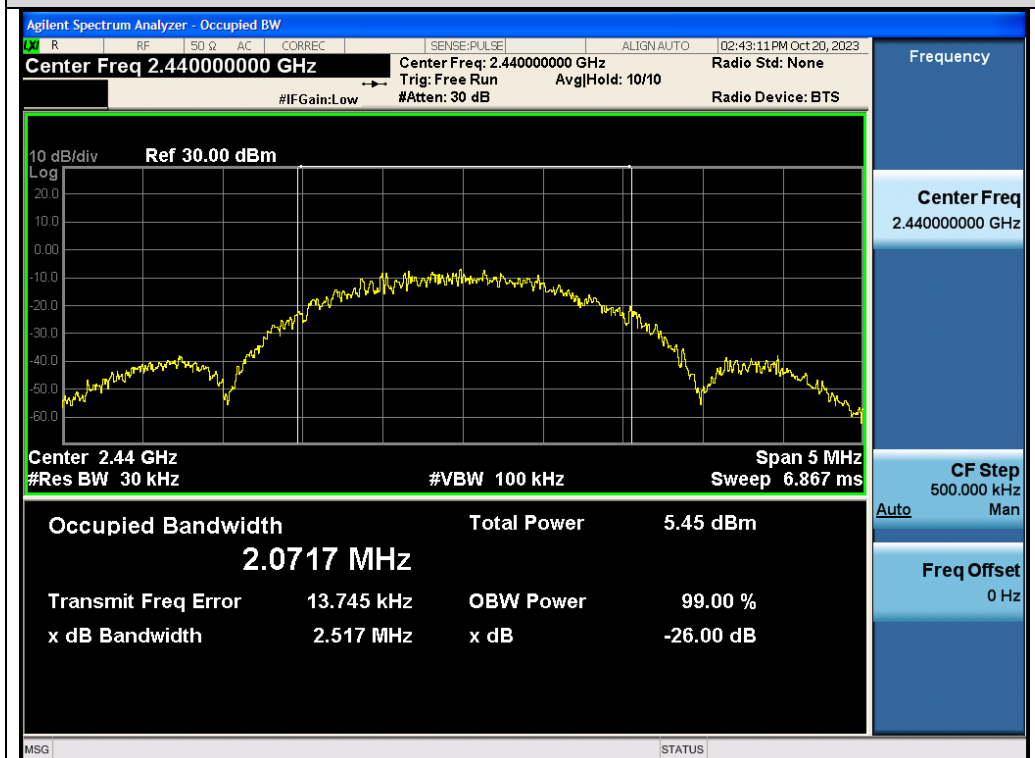 Agilent Spectrum Analyzer - Occupied BW
LXI R RF 50 Ω AC CORREC SENSE:PULSE ALIGN AUTO 02:43:11 PM Oct 20, 2023
Center Freq 2.440000000 GHz
Center Freq: 2.440000000 GHz Radio Std: None
Trig: Free Run Avg|Hold: 10/10
#IFGain:Low #Atten: 30 dB Radio Device: BTS
10 dB/div Ref 30.00 dBm
Log
20.0
10.0
0.00
-10.0
-20.0
-30.0
-40.0
-50.0
-60.0
Center 2.44 GHz Span 5 MHz
#Res BW 30 kHz #VBW 100 kHz Sweep 6.867 ms
Occupied Bandwidth Total Power 5.45 dBm
2.0717 MHz
Transmit Freq Error 13.745 kHz OBW Power 99.00 %
x dB Bandwidth 2.517 MHz x dB -26.00 dB
MSG STATUS
Frequency
Center Freq
2.440000000 GHz
CF Step
500.000 kHz
Auto Man
Freq Offset
0 Hz